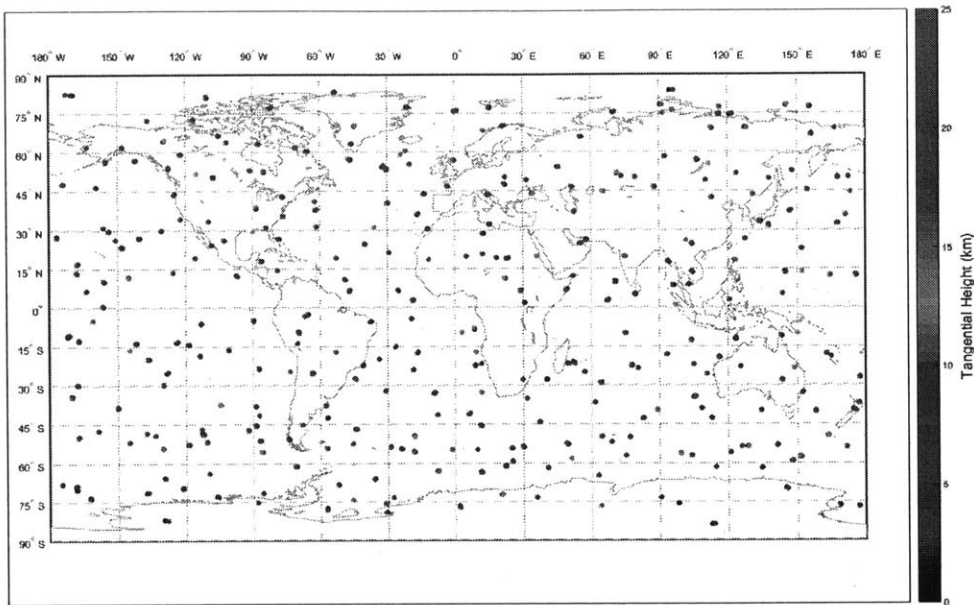 180° W 150° W 120° W 90° W 60° W 30° W 0° E 30° E 60° E 90° E 120° E 150° E 180° E
90° N
75° N
60° N
45° N
30° N
15° N
0°
15° S
30° S
45° S
60° S
75° S
90° S
25
20
15
10
5
0
Tangential Height (km)